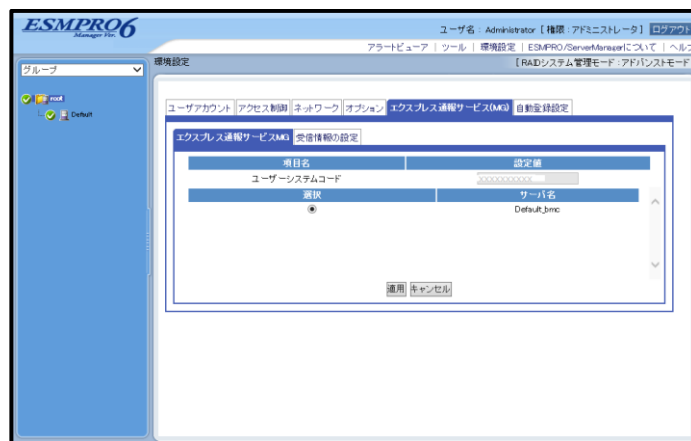 ESMPRO6
Manager Ver.
ユーザ名 : Administrator [ 権限 : アドミニストレータ ] ログアウト
アラートビューア | ツール | 環境設定 | ESMPRO/ServerManagerについて | ヘルプ
グループ
環境設定
[ RAIDシステム管理モード : アドバンストモード
root
Default
ユーザアカウント アクセス制御 ネットワーク オプション エクスプレス通報サービス(MG) 自動登録設定
エクスプレス通報サービスMG 受信情報の設定
項目名 設定値
ユーザーシステムコード XXXXXXXXXX
選択 サーバ名
Default_bmc
適用 キャンセル